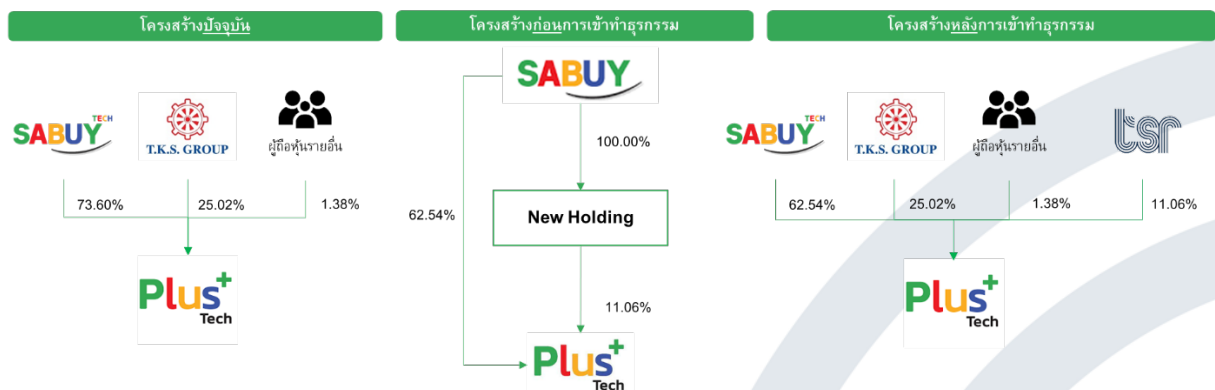 โครงสร้างปัจจุบัน
SABUY TECH
T.K.S. GROUP
ผู้ถือหุ้นรายอื่น
73.60%
25.02%
1.38%
Plus+
Tech
โครงสร้างก่อนการเข้าทำธุรกรรม
SABUY
100.00%
62.54%
New Holding
11.06%
Plus+
Tech
โครงสร้างหลังการเข้าทำธุรกรรม
SABUY TECH
T.K.S. GROUP
ผู้ถือหุ้นรายอื่น
tsr
62.54%
25.02%
1.38%
11.06%
Plus+
Tech